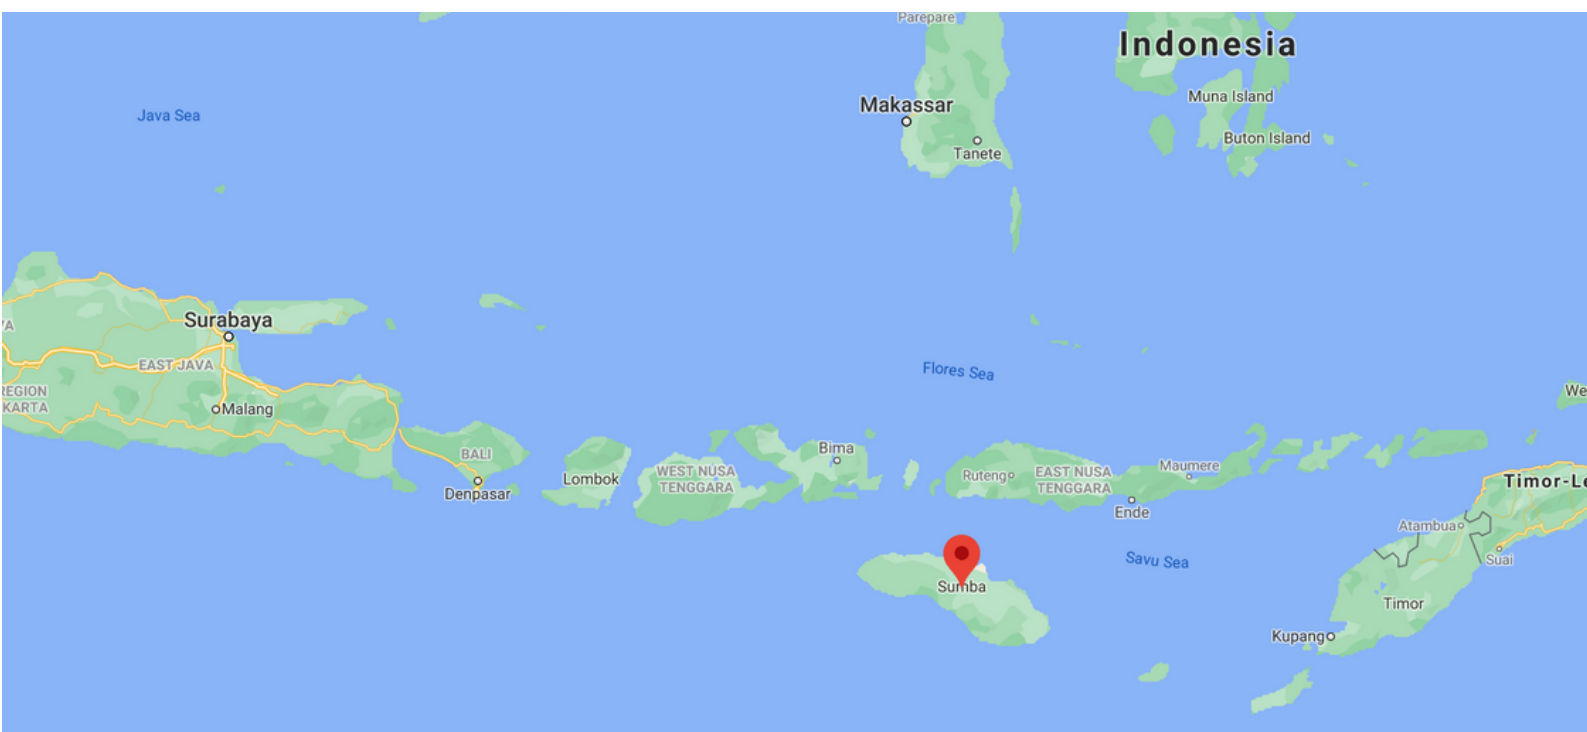 Parepare
Indonesia
Makassar
Muna Island
Java Sea
Buton Island
Tanete
Surabaya
EAST JAVA
Flores Sea
REGION
KARTA
Malang
We
BALI
Bima
Lombok
WEST NUSA
TENGGARA
Ruteng
EAST NUSA
TENGGARA
Maumere
Timor-Le
Denpasar
Ende
Atambua
Savu Sea
Suai
Sumba
Timor
Kupang